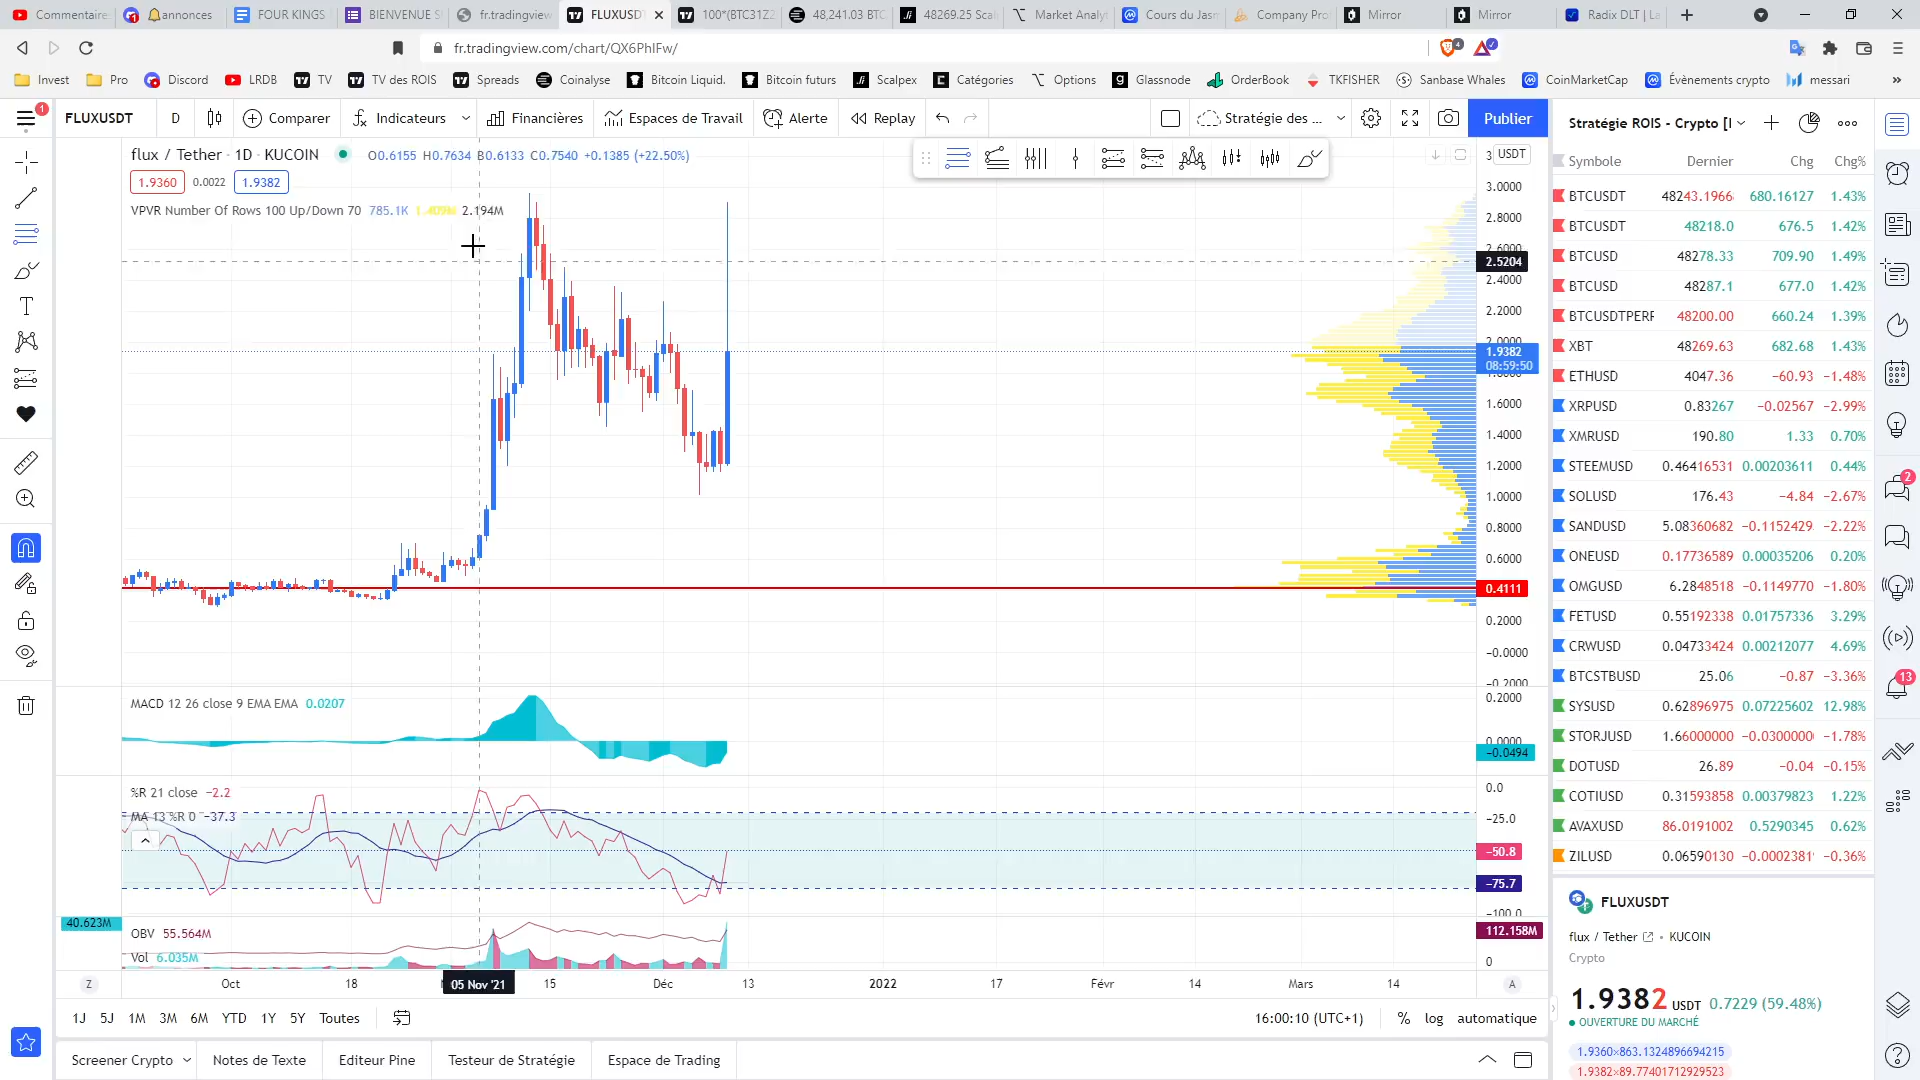 Commentaire
annonces
FOUR KINGS
BIENVENUE S
fr.tradingview
FLUXUSDT
100*(BTC31Z2
48,241.03 BTC
48269.25 Scal
Market Analy
Cours du Jasm
Company Pro
Mirror
Mirror
Radix DLT | La
fr.tradingview.com/chart/QX6PhIFw/
Invest
Pro
Discord
LRDB
TV
TV des ROIS
Spreads
Coinalyse
Bitcoin Liquid.
Bitcoin futurs
Scalpex
Catégories
Options
Glassnode
OrderBook
TKFISHER
Sanbase Whales
CoinMarketCap
Évènements crypto
messari
»
1
FLUXUSDT
D
Comparer
Indicateurs
Financières
Espaces de Travail
Alerte
Replay
Stratégie des ...
Publier
flux / Tether · 1D · KUCOIN
O0.6155 H0.7634 B0.6133 C0.7540 +0.1385 (+22.50%)
1.9360 0.0022 1.9382
VPVR Number Of Rows 100 Up/Down 70 785.1K 1.409M 2.194M
USDT
3.0000
2.8000
2.6000
2.5204
2.4000
2.2000
2.0000
1.9382
08:59:50
1.8000
1.6000
1.4000
1.2000
1.0000
0.8000
0.6000
0.4111
0.2000
−0.0000
−0.2000
MACD 12 26 close 9 EMA EMA 0.0207
0.2000
0.0000
−0.0494
%R 21 close −2.2
MA 13 %R 0 −37.3
0.0
−25.0
−50.8
−75.7
−100.0
40.623M
OBV 55.564M
Vol 6.035M
112.158M
0
Z
Oct
18
05 Nov '21
15
Déc
13
2022
17
Févr
14
Mars
14
A
1J 5J 1M 3M 6M YTD 1Y 5Y Toutes
16:00:10 (UTC+1)
% log automatique
Screener Crypto
Notes de Texte
Editeur Pine
Testeur de Stratégie
Espace de Trading
Stratégie ROIS - Crypto [I
Symbole Dernier Chg Chg%
BTCUSDT 48243.1966 680.16127 1.43%
BTCUSDT 48218.0 676.5 1.42%
BTCUSD 48278.33 709.90 1.49%
BTCUSD 48287.1 677.0 1.42%
BTCUSDTPERP 48200.00 660.24 1.39%
XBT 48269.63 682.68 1.43%
ETHUSD 4047.36 −60.93 −1.48%
XRPUSD 0.83267 −0.02567 −2.99%
XMRUSD 190.80 1.33 0.70%
STEEMUSD 0.46416531 0.00203611 0.44%
SOLUSD 176.43 −4.84 −2.67%
SANDUSD 5.08360682 −0.1152429 −2.22%
ONEUSD 0.17736589 0.00035206 0.20%
OMGUSD 6.2848518 −0.1149770 −1.80%
FETUSD 0.55192338 0.01757336 3.29%
CRWUSD 0.04733424 0.00212077 4.69%
BTCSTBUSD 25.06 −0.87 −3.36%
SYSUSD 0.62896975 0.07225602 12.98%
STORJUSD 1.66000000 −0.0300000 −1.78%
DOTUSD 26.89 −0.04 −0.15%
COTIUSD 0.31593858 0.00379823 1.22%
AVAXUSD 86.0191002 0.5290345 0.62%
ZILUSD 0.06590130 −0.0002381 −0.36%
FLUXUSDT
flux / Tether • KUCOIN
Crypto
1.9382 USDT 0.7229 (59.48%)
OUVERTURE DU MARCHÉ
1.9360×863.1324896694215
1.9382×89.77401712929523
2
13